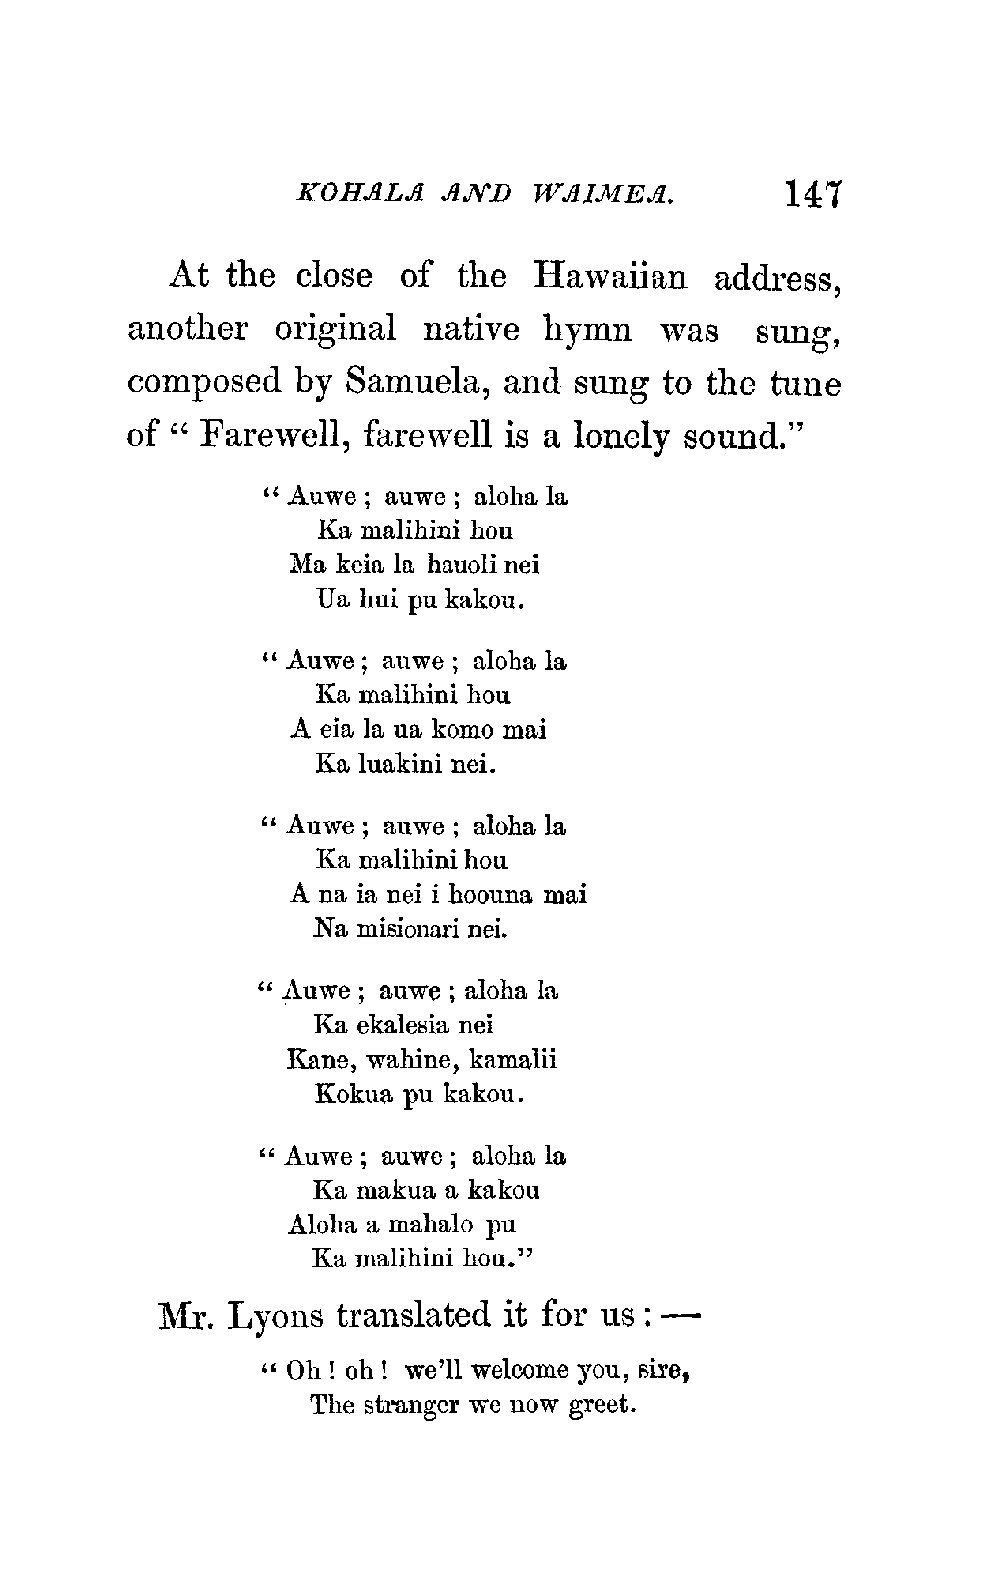 KOHALA AND WAIMEA. 147
At the close of the Hawaiian address,
another original native hymn was sung,
composed by Samuela, and sung to the tune
of “ Farewell, farewell is a lonely sound.”
“ Auwe ; auwe ; aloha la
Ka malihini hou
Ma keia la hauoli nei
Ua hui pu kakou.
“ Auwe ; auwe ; aloha la
Ka malihini hou
A eia la ua komo mai
Ka luakini nei.
“ Auwe ; auwe ; aloha la
Ka malihini hou
A na ia nei i hoouna mai
Na misionari nei.
“ Auwe ; auwe ; aloha la
Ka ekalesia nei
Kane, wahine, kamalii
Kokua pu kakou.
“ Auwe ; auwe ; aloha la
Ka makua a kakou
Aloha a mahalo pu
Ka malihini hou.”
Mr. Lyons translated it for us : —
“ Oh ! oh ! we’ll welcome you, sire,
The stranger we now greet.